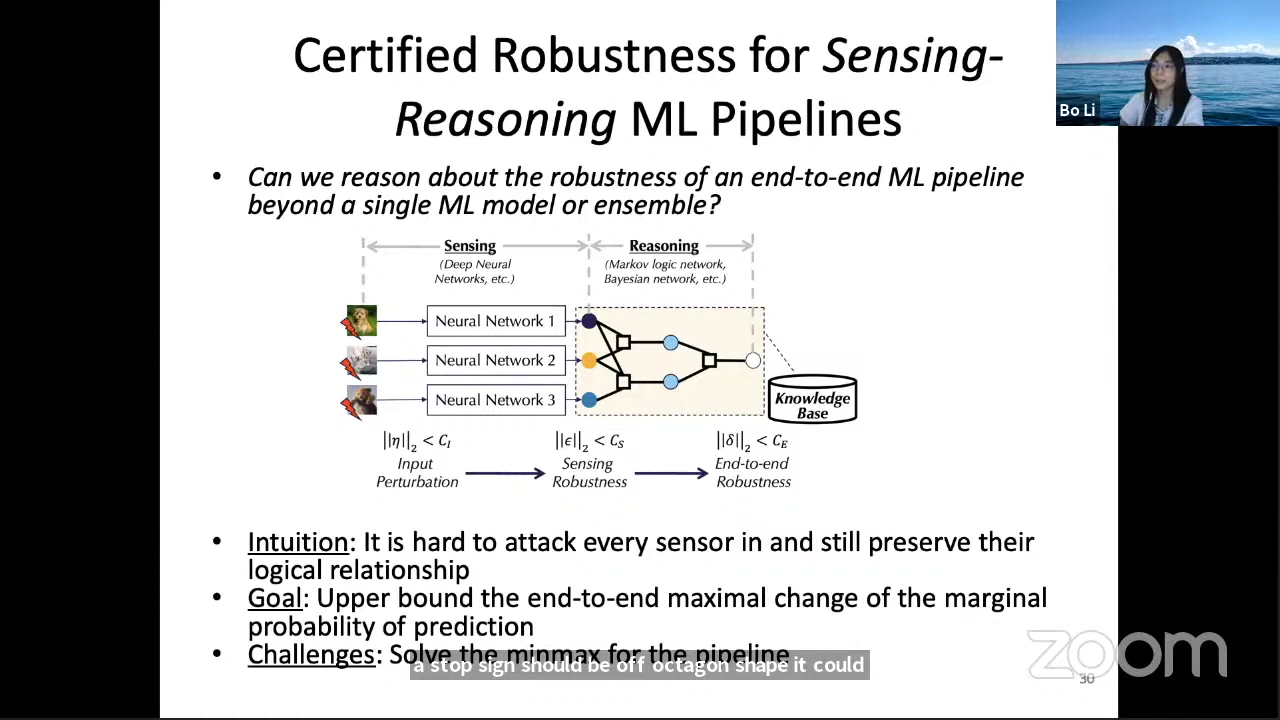 Certified Robustness for Sensing-
Reasoning ML Pipelines
Bo Li
• Can we reason about the robustness of an end-to-end ML pipeline
beyond a single ML model or ensemble?
Sensing
(Deep Neural
Networks, etc.)
Reasoning
(Markov logic network,
Bayesian network, etc.)
Neural Network 1
Neural Network 2
Neural Network 3
Knowledge
Base
||η||₂ < C_I
Input
Perturbation
||ϵ||₂ < C_S
Sensing
Robustness
||δ||₂ < C_E
End-to-end
Robustness
• Intuition: It is hard to attack every sensor in and still preserve their
logical relationship
• Goal: Upper bound the end-to-end maximal change of the marginal
probability of prediction
• Challenges: Solve the minmax for the pipeline
a stop sign should be off octagon shape it could
zoom
30